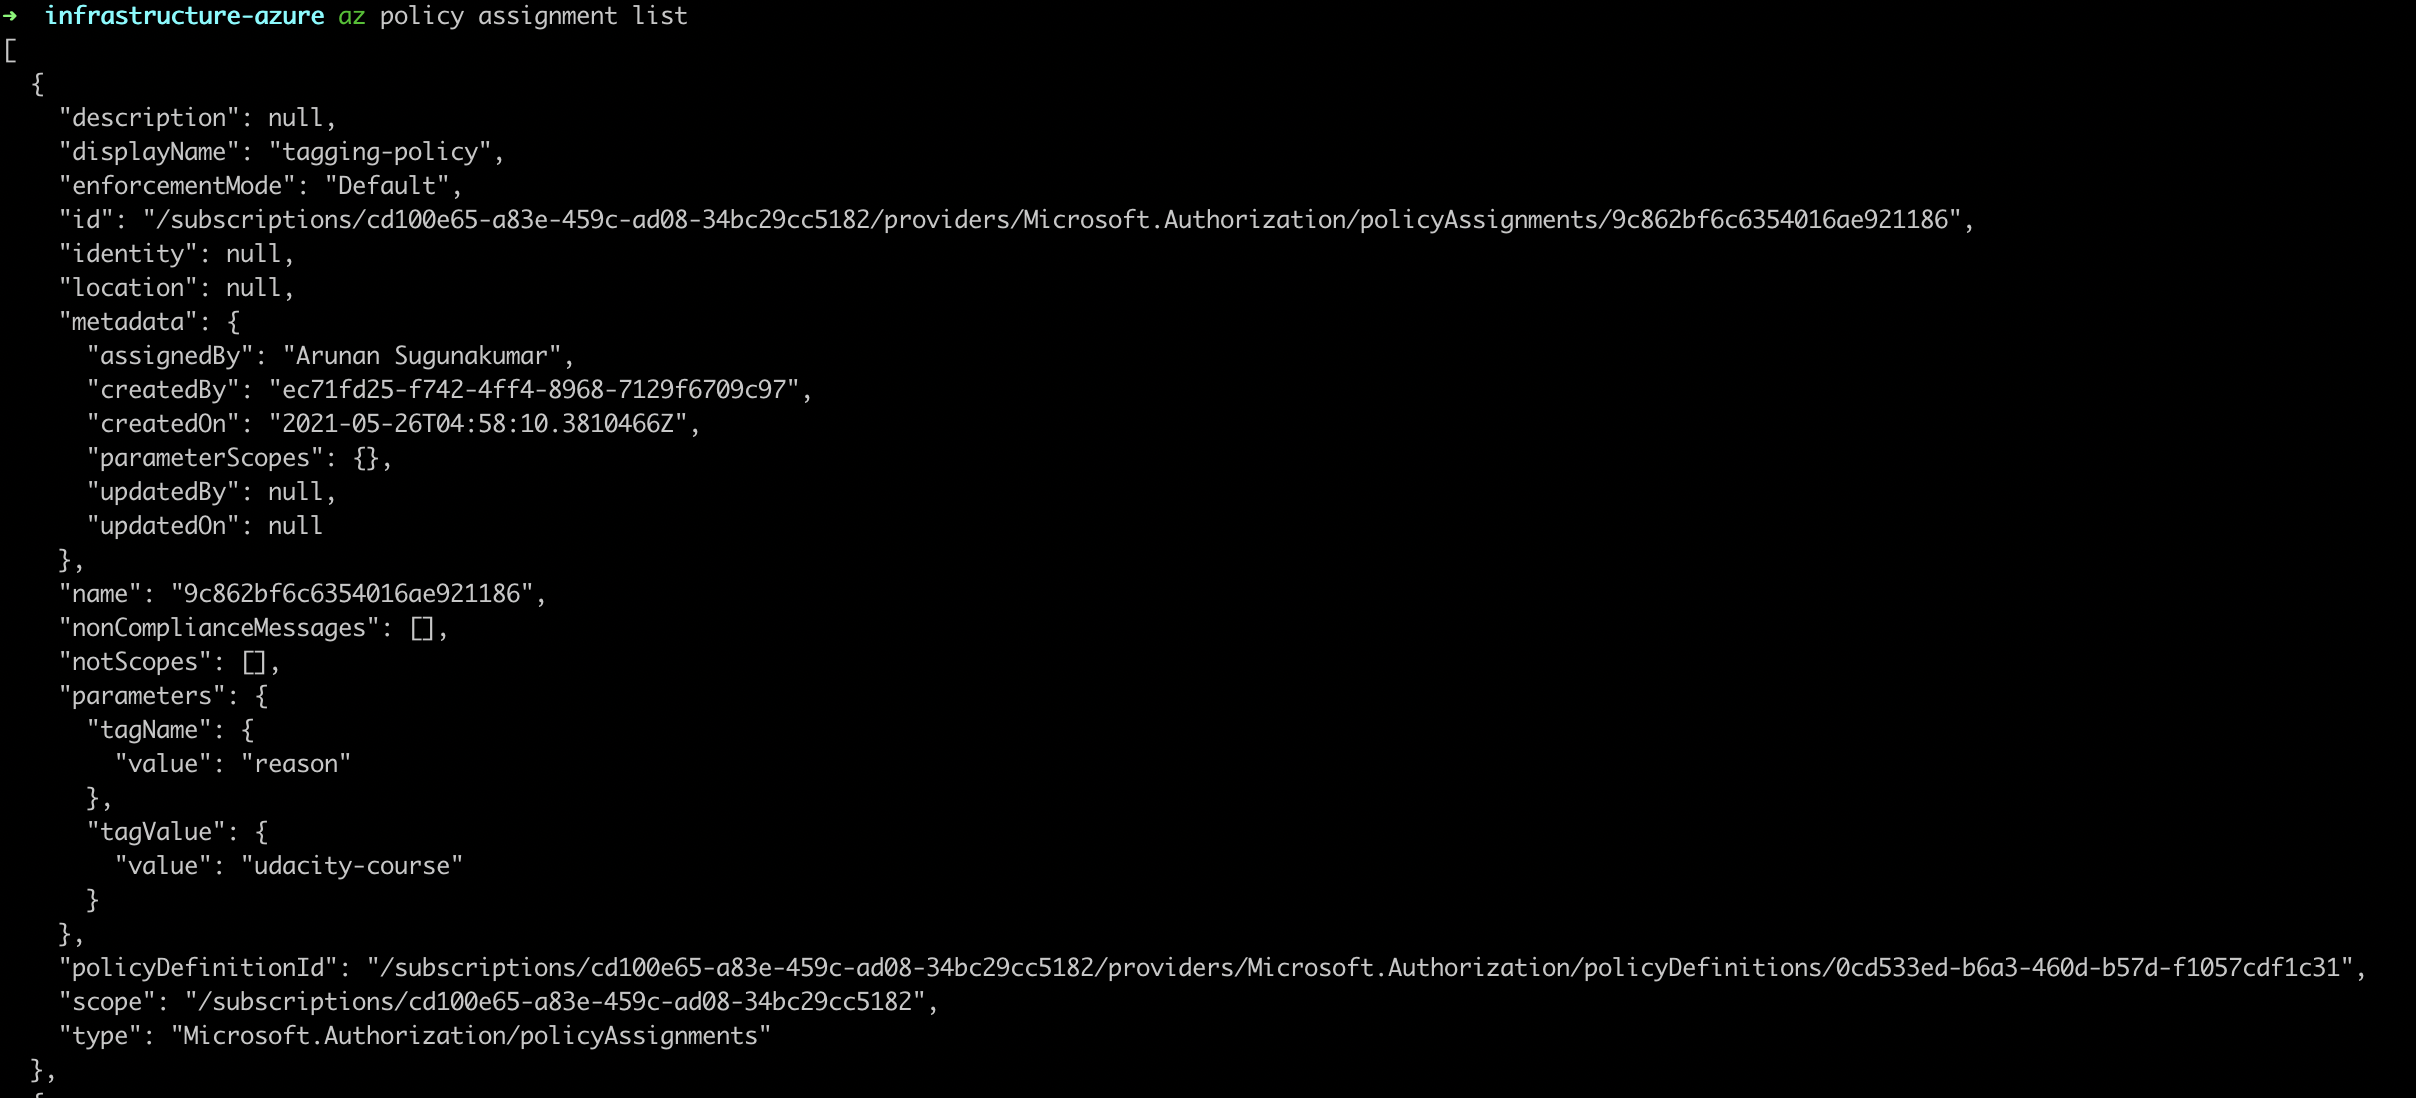 ➜ infrastructure-azure az policy assignment list
[
  {
    "description": null,
    "displayName": "tagging-policy",
    "enforcementMode": "Default",
    "id": "/subscriptions/cd100e65-a83e-459c-ad08-34bc29cc5182/providers/Microsoft.Authorization/policyAssignments/9c862bf6c6354016ae921186",
    "identity": null,
    "location": null,
    "metadata": {
      "assignedBy": "Arunan Sugunakumar",
      "createdBy": "ec71fd25-f742-4ff4-8968-7129f6709c97",
      "createdOn": "2021-05-26T04:58:10.3810466Z",
      "parameterScopes": {},
      "updatedBy": null,
      "updatedOn": null
    },
    "name": "9c862bf6c6354016ae921186",
    "nonComplianceMessages": [],
    "notScopes": [],
    "parameters": {
      "tagName": {
        "value": "reason"
      },
      "tagValue": {
        "value": "udacity-course"
      }
    },
    "policyDefinitionId": "/subscriptions/cd100e65-a83e-459c-ad08-34bc29cc5182/providers/Microsoft.Authorization/policyDefinitions/0cd533ed-b6a3-460d-b57d-f1057cdf1c31",
    "scope": "/subscriptions/cd100e65-a83e-459c-ad08-34bc29cc5182",
    "type": "Microsoft.Authorization/policyAssignments"
  },
  {